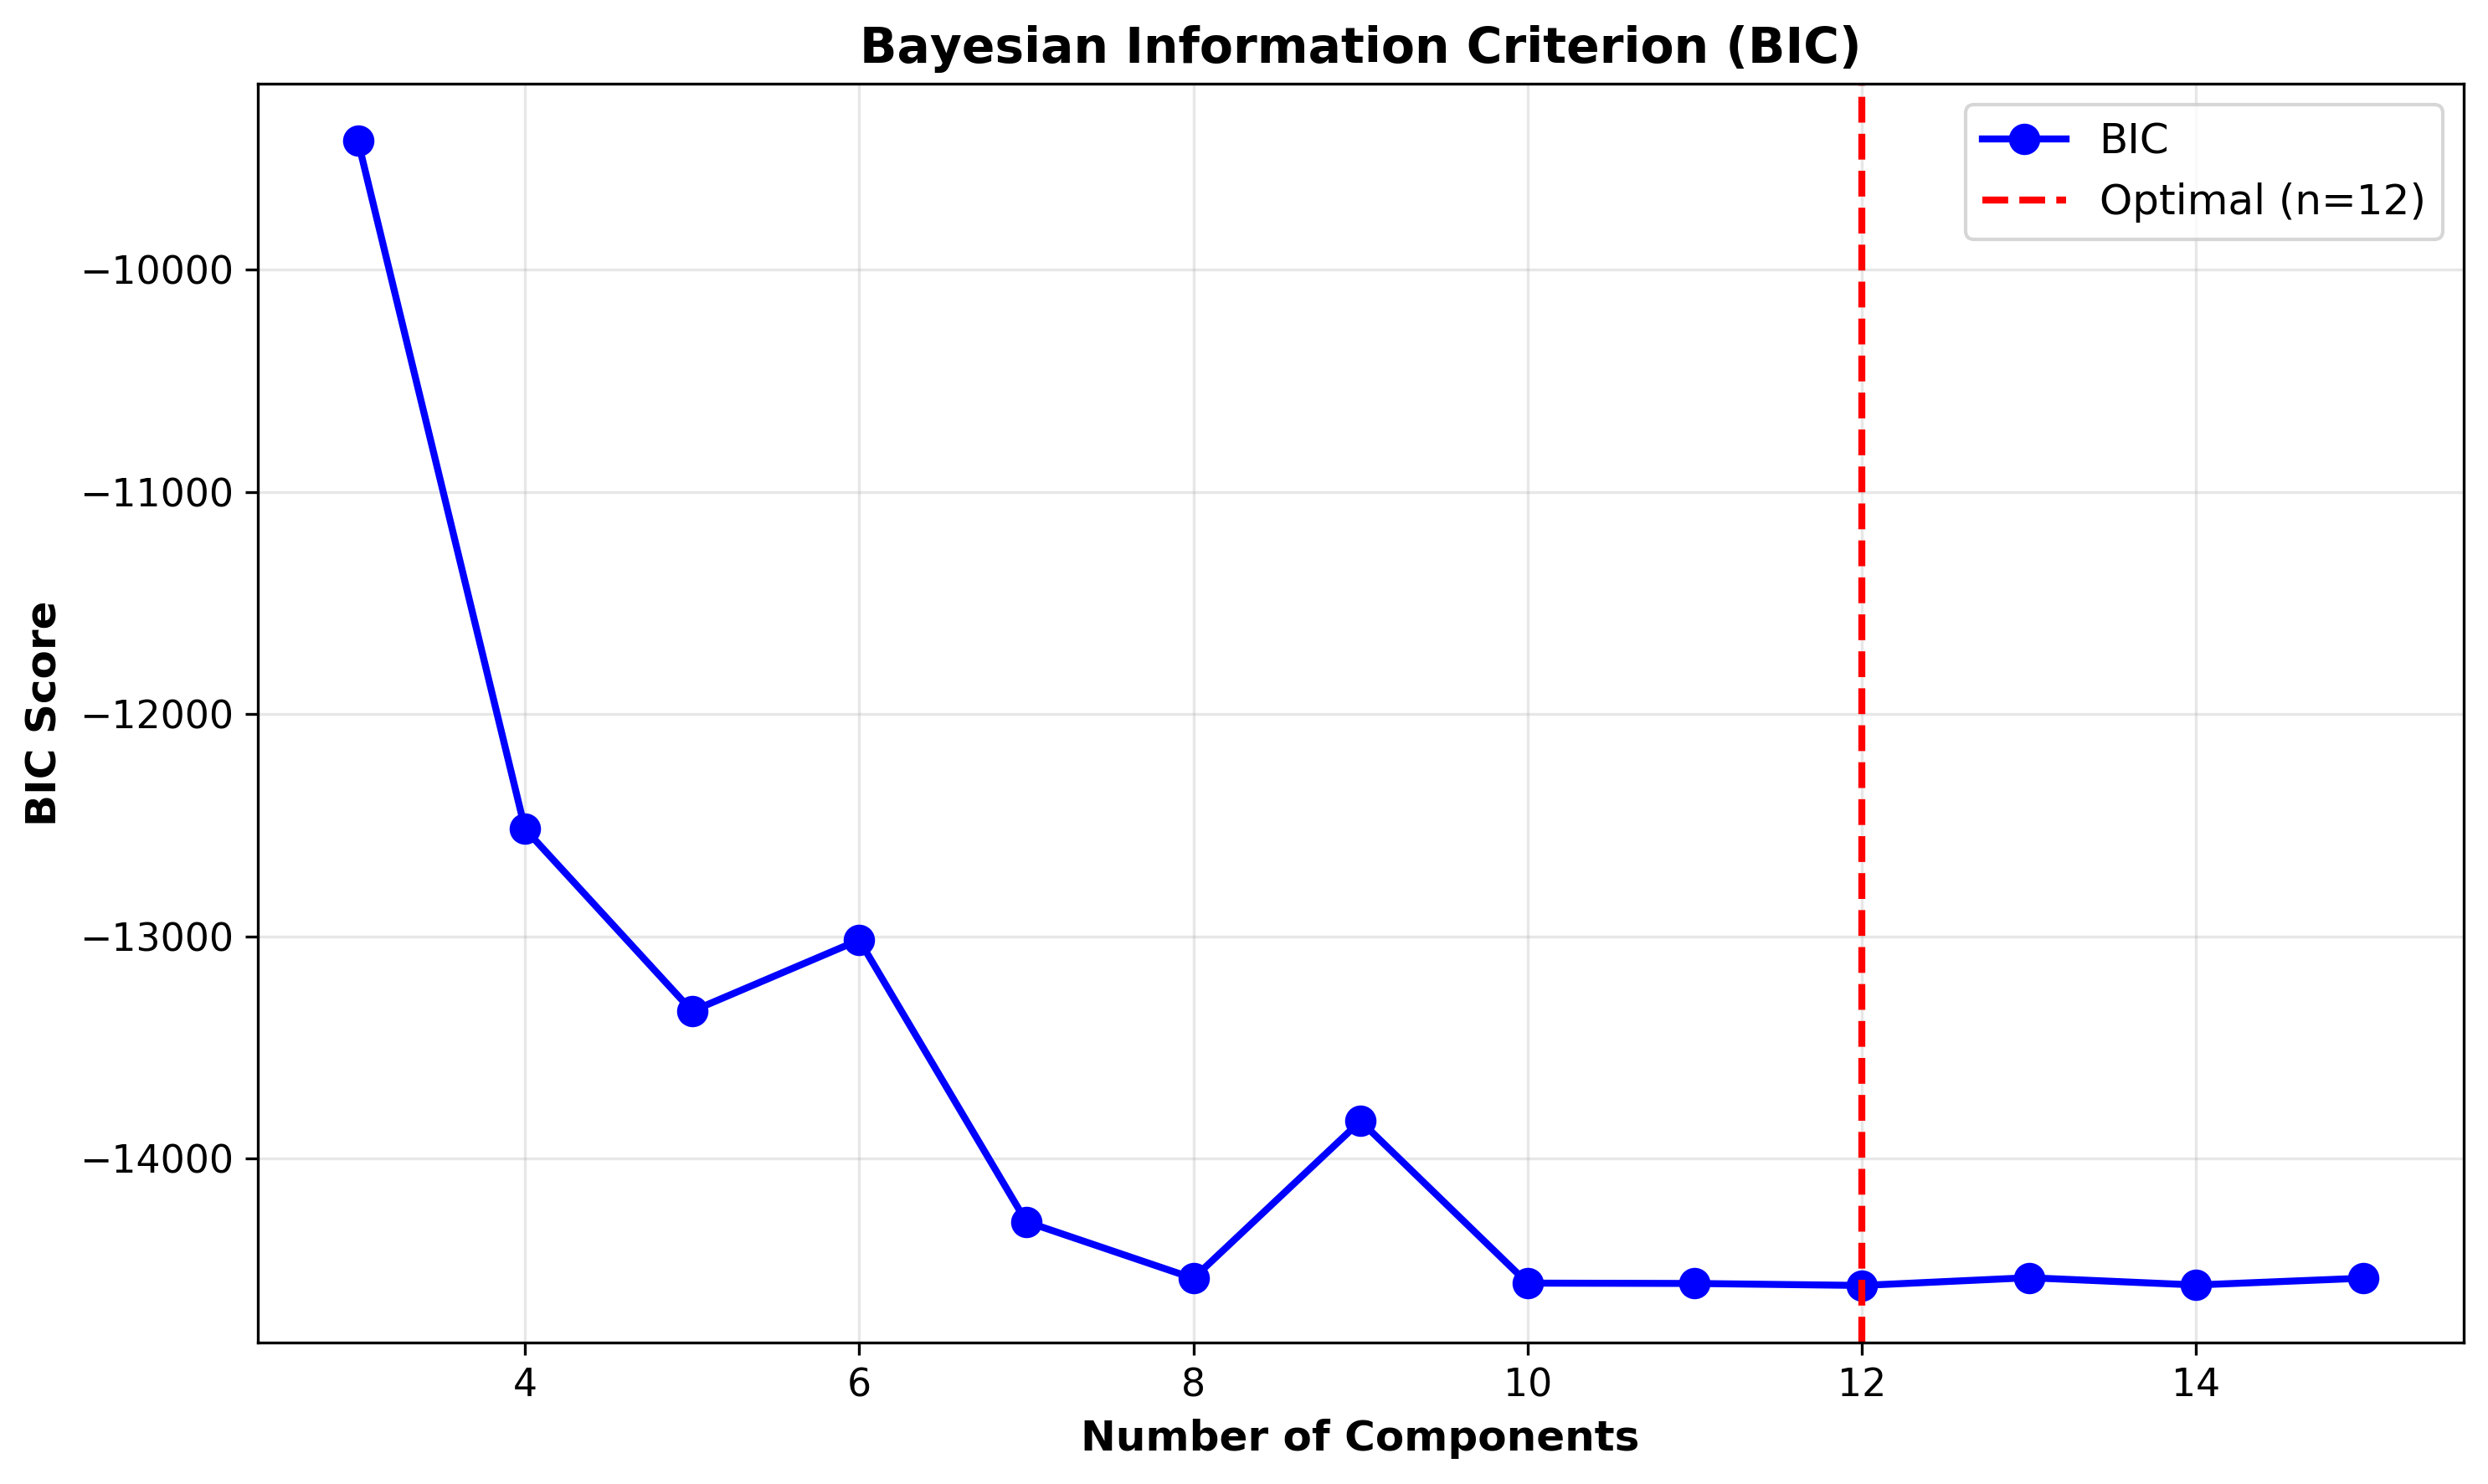 Bayesian Information Criterion (BIC)
BIC
Optimal (n=12)
BIC Score
−10000
−11000
−12000
−13000
−14000
4
6
8
10
12
14
Number of Components